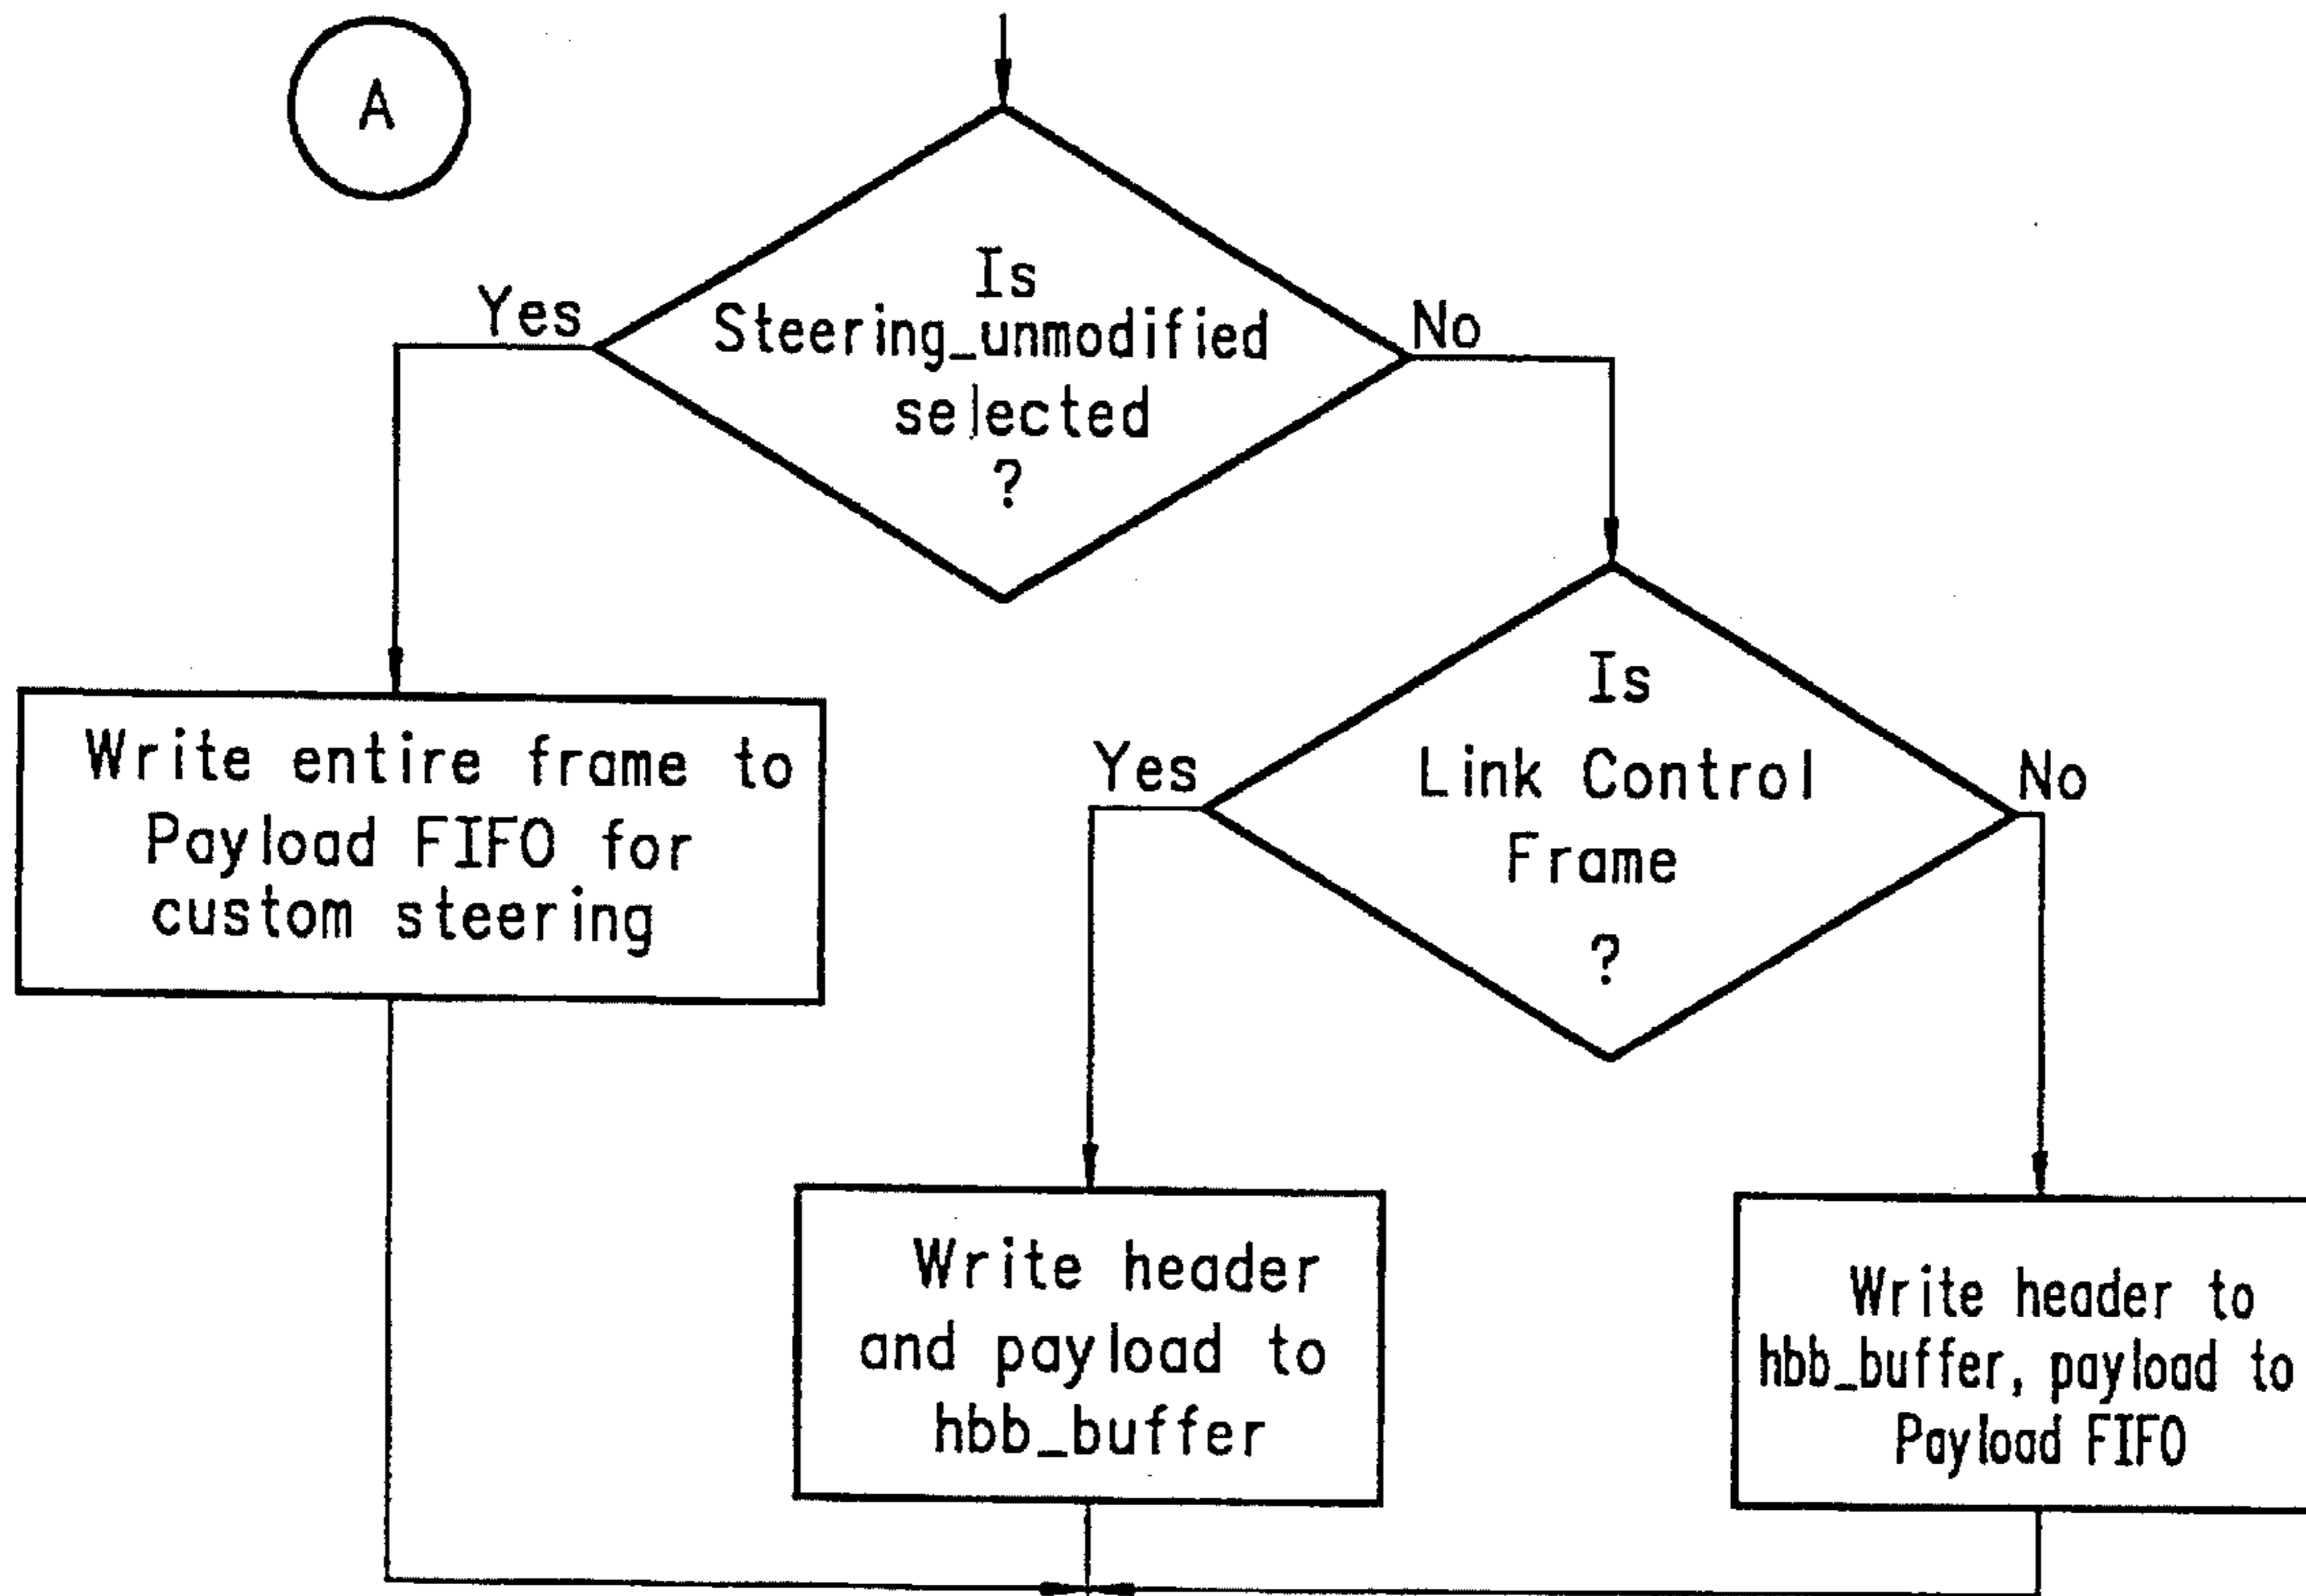 A
Is
Steering_unmodified
selected
?
Yes
No
Write entire frame to
Payload FIFO for
custom steering
Is
Link Control
Frame
?
Yes
No
Write header
and payload to
hbb_buffer
Write header to
hbb_buffer, payload to
Payload FIFO